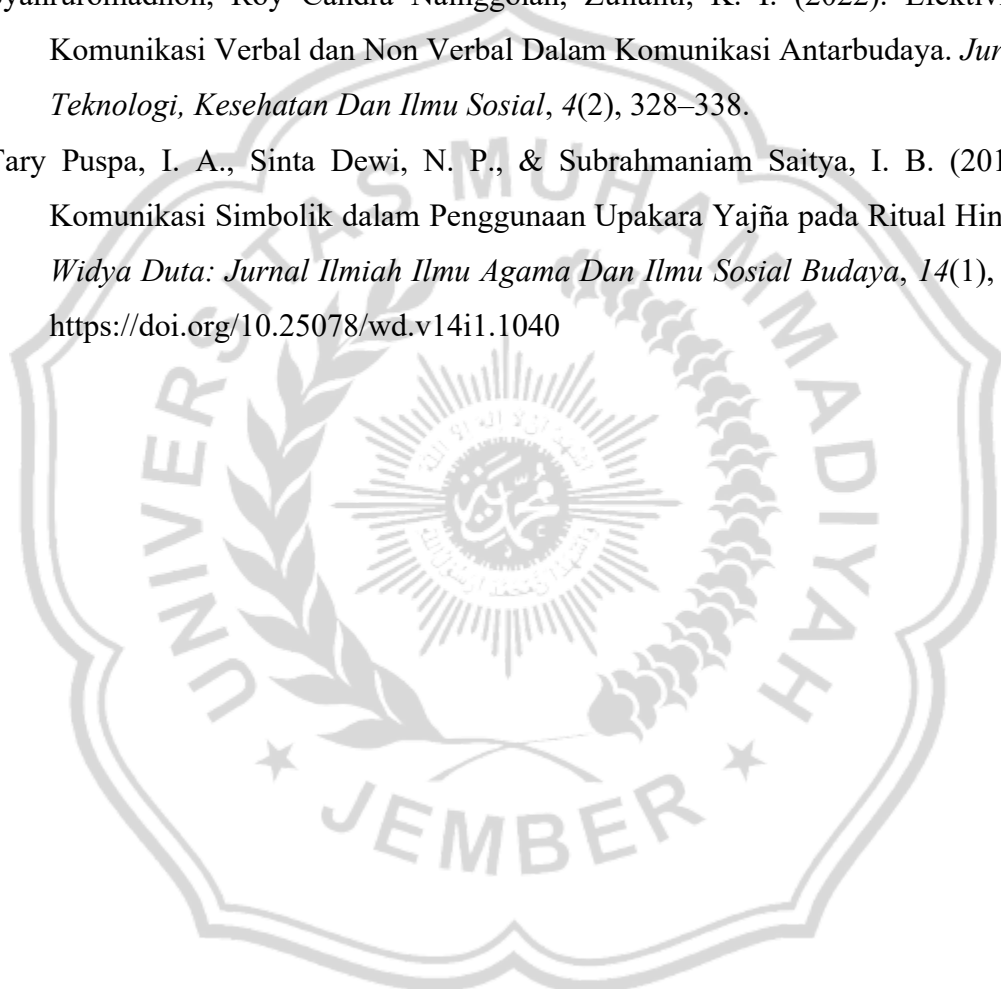 Komunikasi Verbal dan Non Verbal Dalam Komunikasi Antarbudaya.
Teknologi, Kesehatan Dan Ilmu Sosial, 4(2), 328–338.
Tary Puspa, I. A., Sinta Dewi, N. P., & Subrahmaniam Saitya, I. B. (201
Komunikasi Simbolik dalam Penggunaan Upakara Yajña pada Ritual Hin
Widya Duta: Jurnal Ilmiah Ilmu Agama Dan Ilmu Sosial Budaya, 14(1),
https://doi.org/10.25078/wd.v14i1.1040
UNIVERSITAS MUHAMMADIYAH
JEMBER